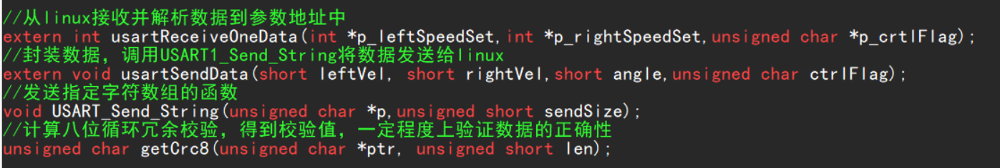 //从linux接收并解析数据到参数地址中
extern int usartReceiveOneData(int *p_leftSpeedSet,int *p_rightSpeedSet,unsigned char *p_crtlFlag);
//封装数据，调用USART1_Send_String将数据发送给linux
extern void usartSendData(short leftVel, short rightVel,short angle,unsigned char ctrlFlag);
//发送指定字符数组的函数
void USART_Send_String(unsigned char *p,unsigned short sendSize);
//计算八位循环冗余校验，得到校验值，一定程度上验证数据的正确性
unsigned char getCrc8(unsigned char *ptr, unsigned short len);